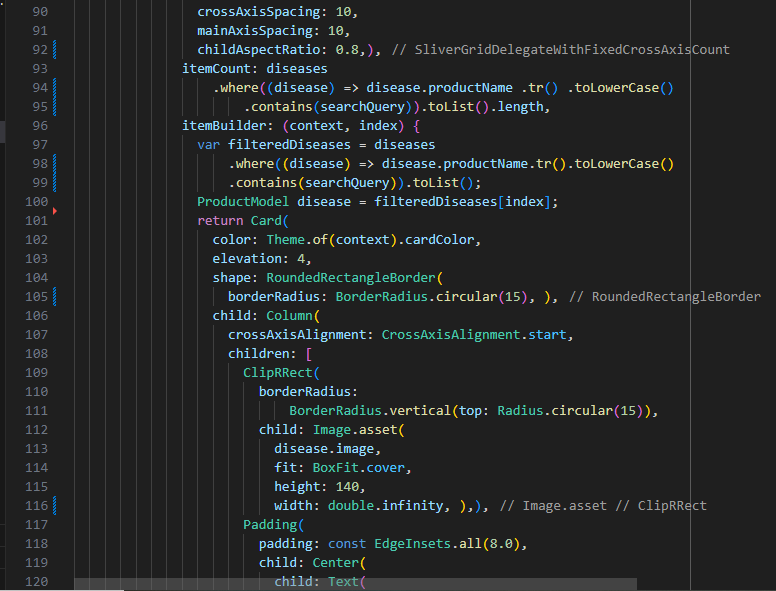 90 crossAxisSpacing: 10,
91 mainAxisSpacing: 10,
92 childAspectRatio: 0.8,), // SliverGridDelegateWithFixedCrossAxisCount
93 itemCount: diseases
94 .where((disease) => disease.productName .tr() .toLowerCase()
95 .contains(searchQuery)).toList().length,
96 itemBuilder: (context, index) {
97 var filteredDiseases = diseases
98 .where((disease) => disease.productName.tr().toLowerCase()
99 .contains(searchQuery)).toList();
100 ProductModel disease = filteredDiseases[index];
101 return Card(
102 color: Theme.of(context).cardColor,
103 elevation: 4,
104 shape: RoundedRectangleBorder(
105 borderRadius: BorderRadius.circular(15), ), // RoundedRectangleBorder
106 child: Column(
107 crossAxisAlignment: CrossAxisAlignment.start,
108 children: [
109 ClipRRect(
110 borderRadius:
111 BorderRadius.vertical(top: Radius.circular(15)),
112 child: Image.asset(
113 disease.image,
114 fit: BoxFit.cover,
115 height: 140,
116 width: double.infinity, ),), // Image.asset // ClipRRect
117 Padding(
118 padding: const EdgeInsets.all(8.0),
119 child: Center(
120 child: Text(